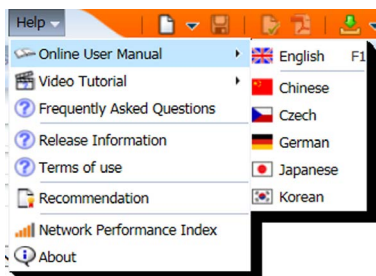 Help
Online User Manual
Video Tutorial
Frequently Asked Questions
Release Information
Terms of use
Recommendation
Network Performance Index
About
English F1
Chinese
Czech
German
Japanese
Korean